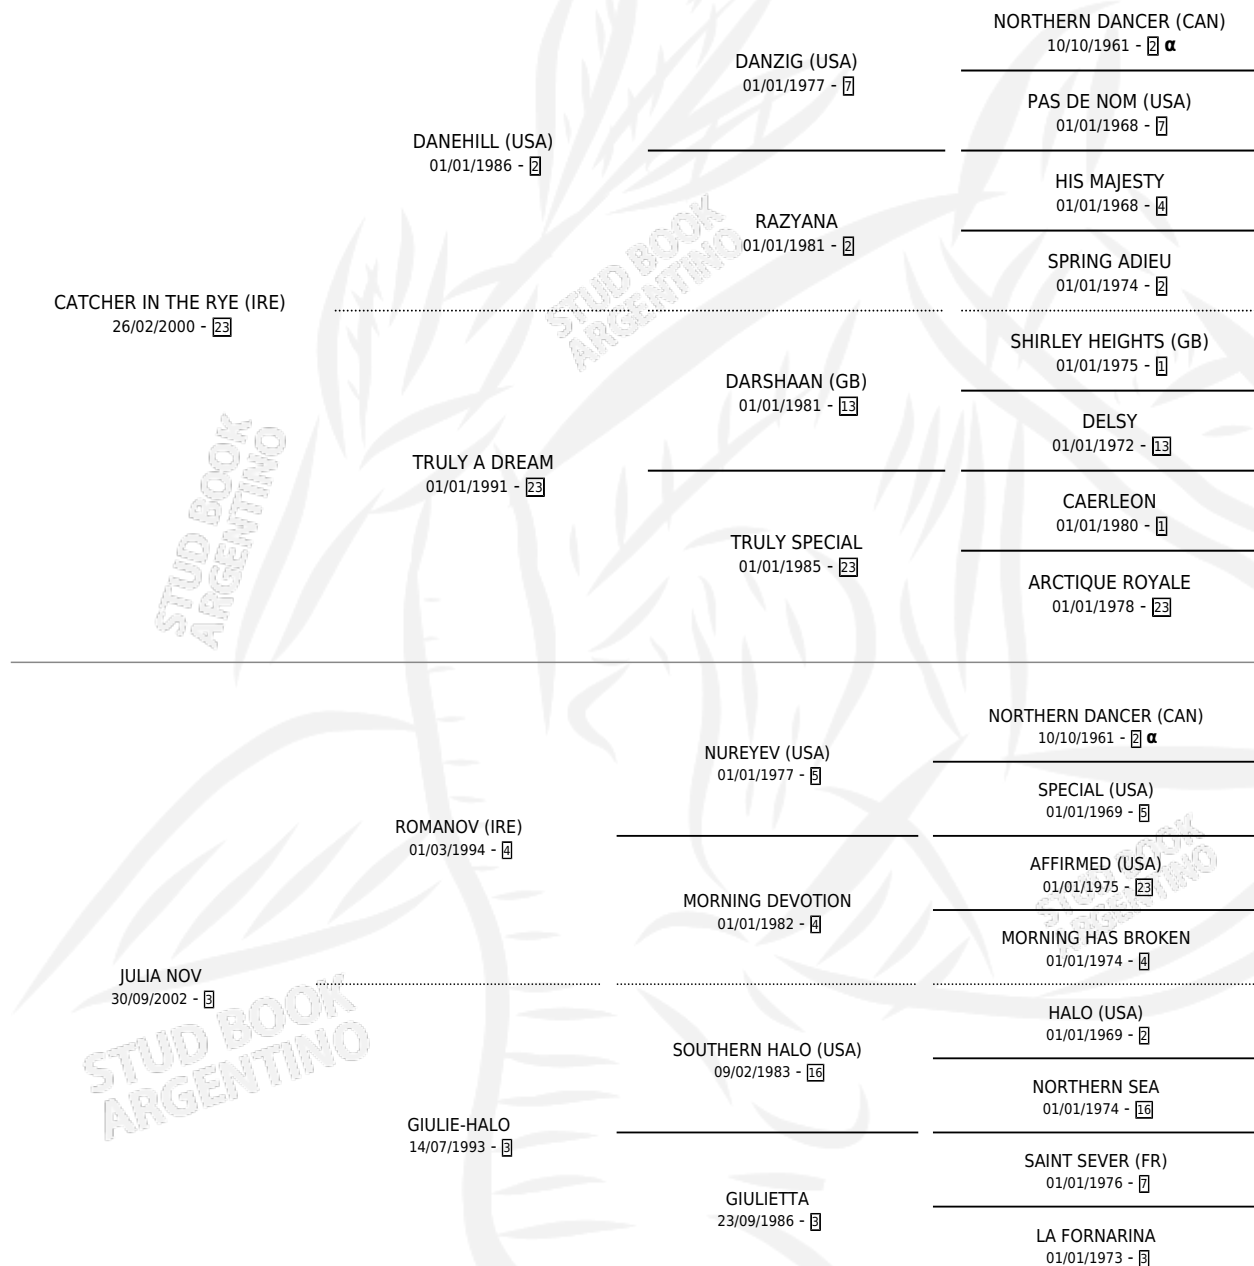 NORTHERN DANCER (CAN)
10/10/1961 - 2 α
DANZIG (USA)
01/01/1977 - 7
PAS DE NOM (USA)
01/01/1968 - 7
DANEHILL (USA)
01/01/1986 - 2
HIS MAJESTY
01/01/1968 - 4
RAZYANA
01/01/1981 - 2
SPRING ADIEU
01/01/1974 - 2
CATCHER IN THE RYE (IRE)
26/02/2000 - 23
SHIRLEY HEIGHTS (GB)
01/01/1975 - 1
DARSHAAN (GB)
01/01/1981 - 13
DELSY
01/01/1972 - 13
TRULY A DREAM
01/01/1991 - 23
CAERLEON
01/01/1980 - 1
TRULY SPECIAL
01/01/1985 - 23
ARCTIQUE ROYALE
01/01/1978 - 23
NORTHERN DANCER (CAN)
10/10/1961 - 2 α
NUREYEV (USA)
01/01/1977 - 5
SPECIAL (USA)
01/01/1969 - 5
ROMANOV (IRE)
01/03/1994 - 4
AFFIRMED (USA)
01/01/1975 - 23
MORNING DEVOTION
01/01/1982 - 4
MORNING HAS BROKEN
01/01/1974 - 4
JULIA NOV
30/09/2002 - 3
HALO (USA)
01/01/1969 - 2
SOUTHERN HALO (USA)
09/02/1983 - 16
NORTHERN SEA
01/01/1974 - 16
GIULIE-HALO
14/07/1993 - 3
SAINT SEVER (FR)
01/01/1976 - 7
GIULIETTA
23/09/1986 - 3
LA FORNARINA
01/01/1973 - 3
STUD BOOK
ARGENTINO
STUD BOOK
ARGENTINO
STUD BOOK
ARGENTINO
STUD BOOK
ARGENTINO